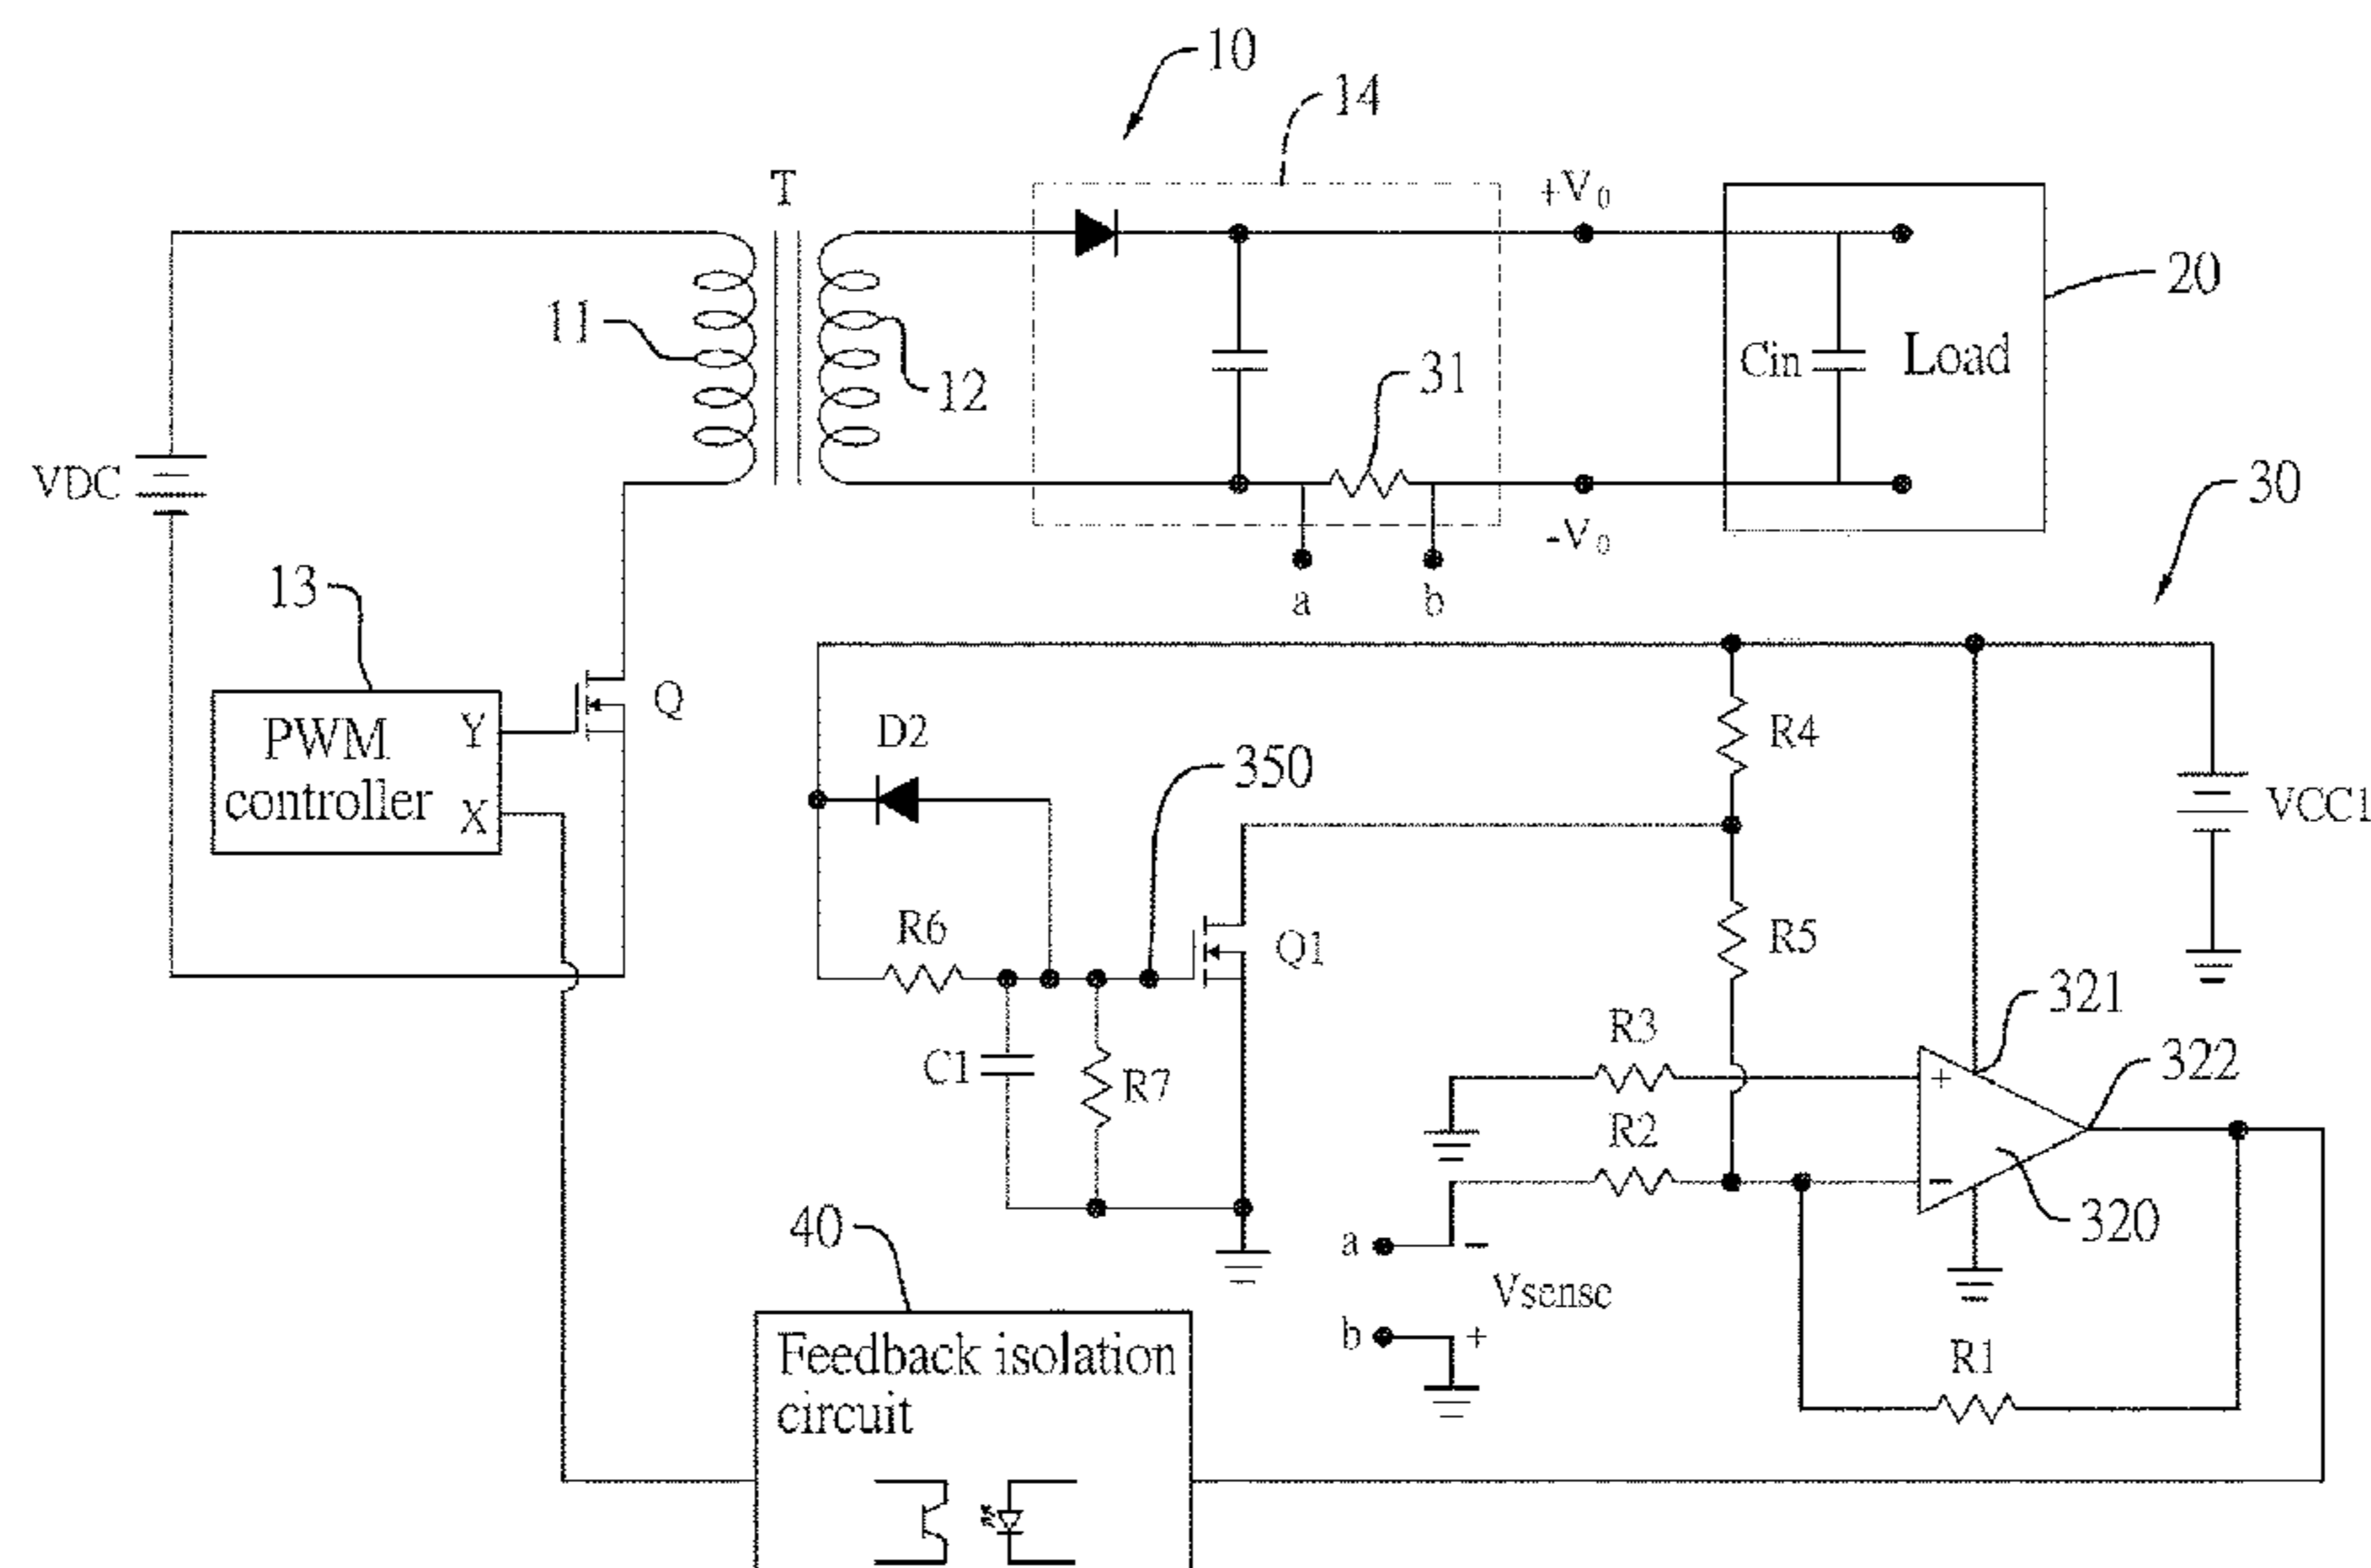 10
14
T
+V0
11
12
31
Cin
Load
20
VDC
-V0
30
a
b
13
PWM
controller
Y
X
Q
D2
350
R4
VCC1
R6
Q1
R5
321
C1
R7
R3
+
322
R2
-
320
40
a
-
Vsense
b
+
R1
Feedback isolation
circuit